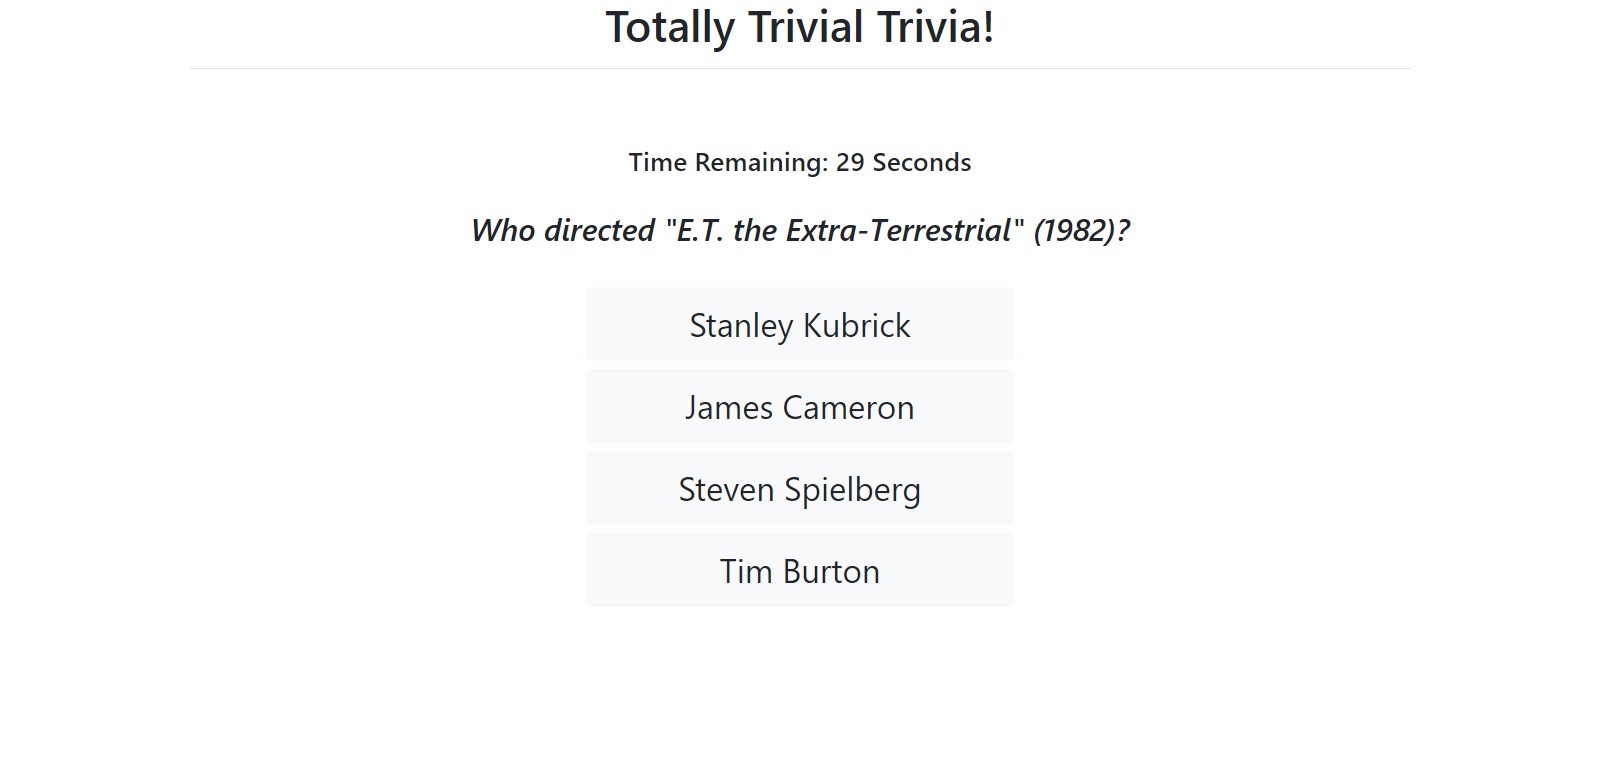 Totally Trivial Trivia!
Time Remaining: 29 Seconds
Who directed "E.T. the Extra-Terrestrial" (1982)?
Stanley Kubrick
James Cameron
Steven Spielberg
Tim Burton